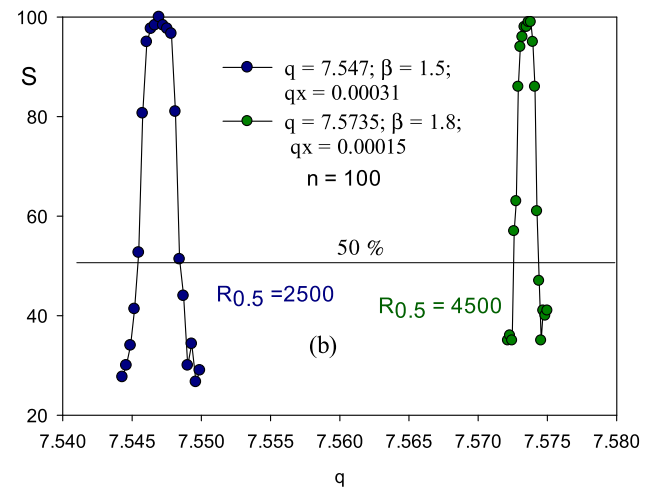 100
80
60
40
20
S
q = 7.547; β = 1.5;
qx = 0.00031
q = 7.5735; β = 1.8;
qx = 0.00015
n = 100
50 %
R0.5 =2500
R0.5 = 4500
(b)
7.540 7.545 7.550 7.555 7.560 7.565 7.570 7.575 7.580
q